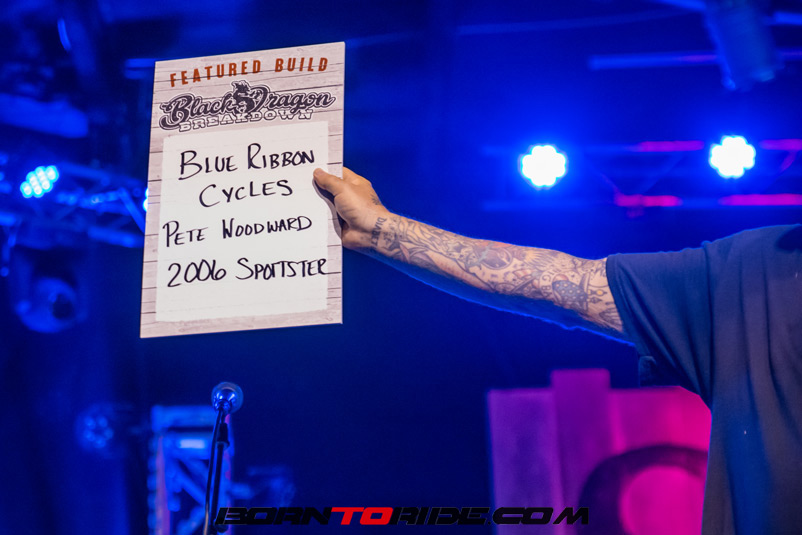 FEATURED BUILD
Black Dragon
BREAKDOWN
BLUE RIBBON
CYCLES
PETE WOODWARD
2006 SPORTSTER
BORNTORIDE.COM